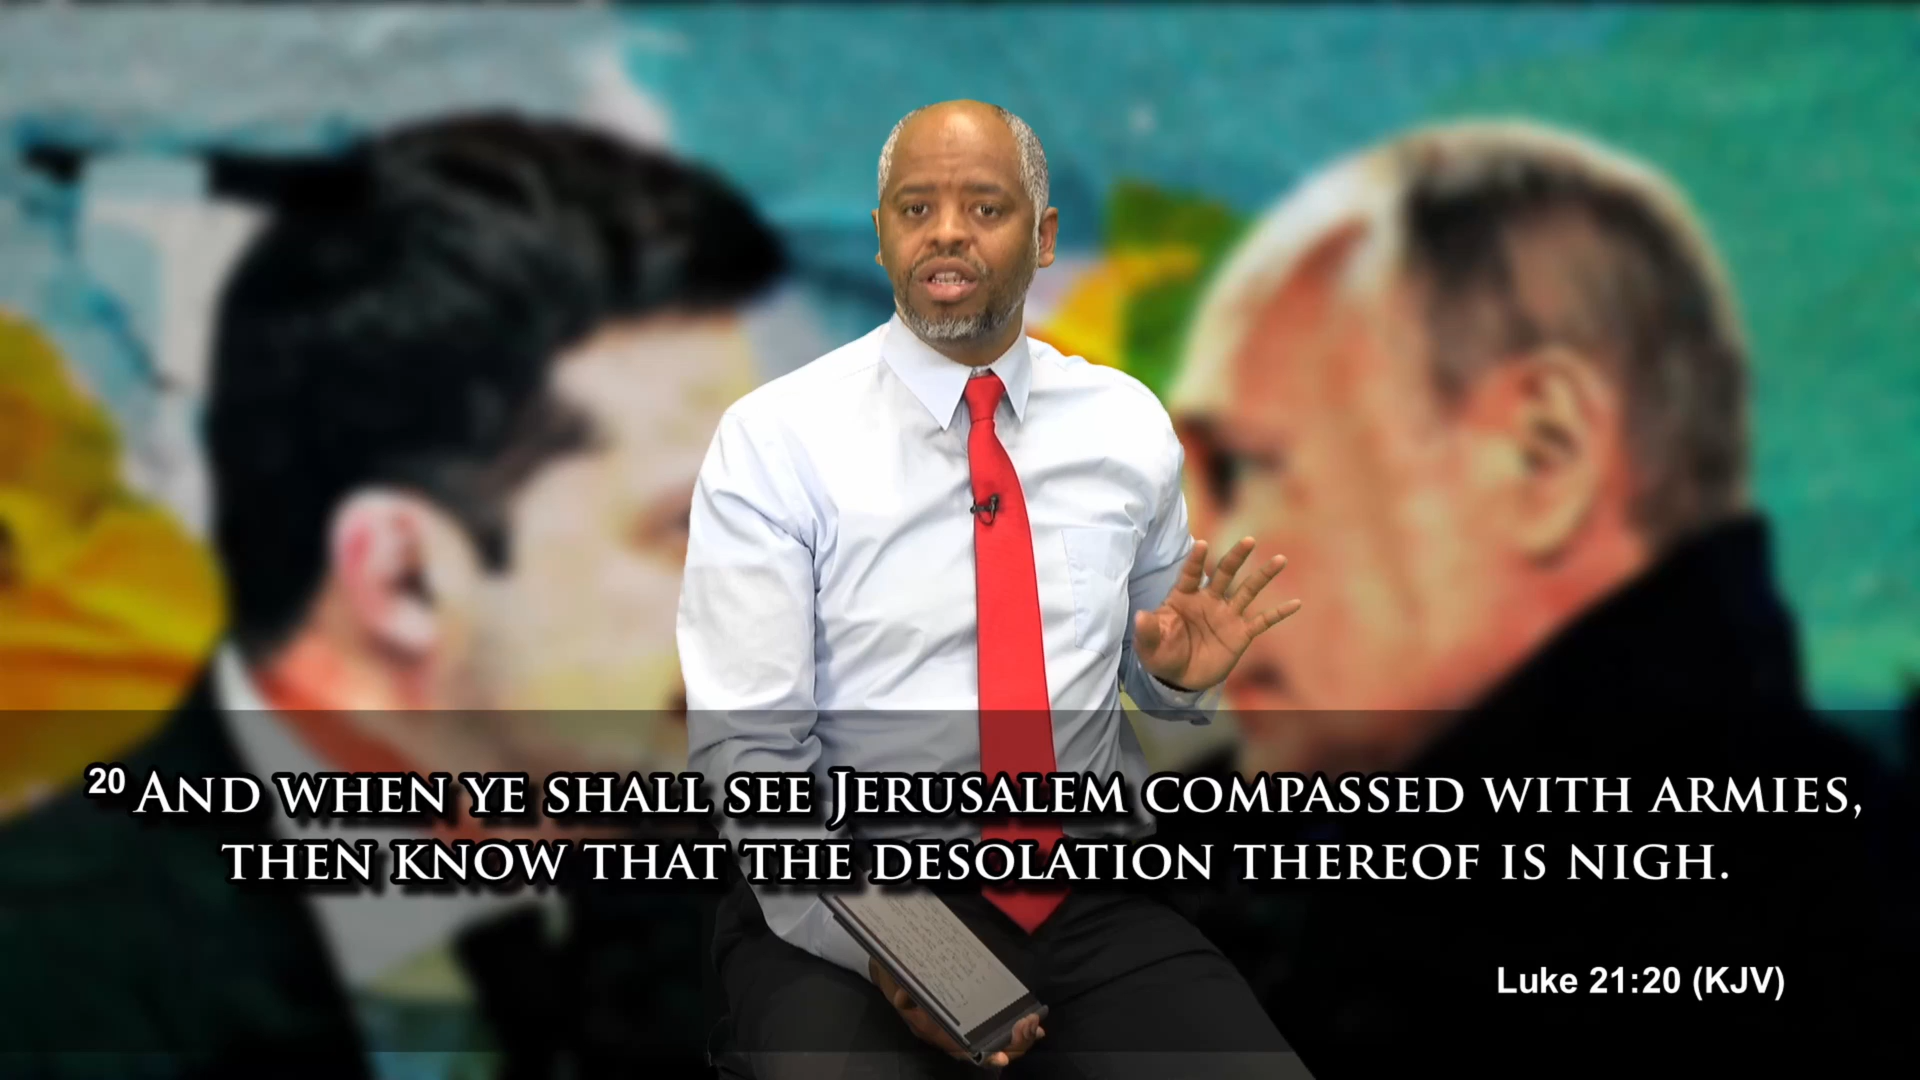 20 And when ye shall see Jerusalem compassed with armies,
then know that the desolation thereof is nigh.
Luke 21:20 (KJV)